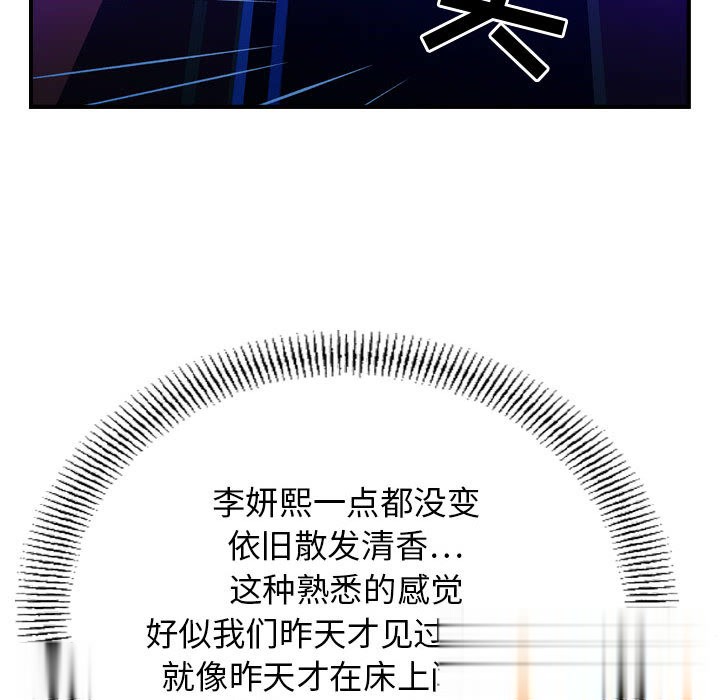 李妍熙一点都没变
依旧散发清香...
这种熟悉的感觉
好似我们昨天才见过
就像昨天才在床上